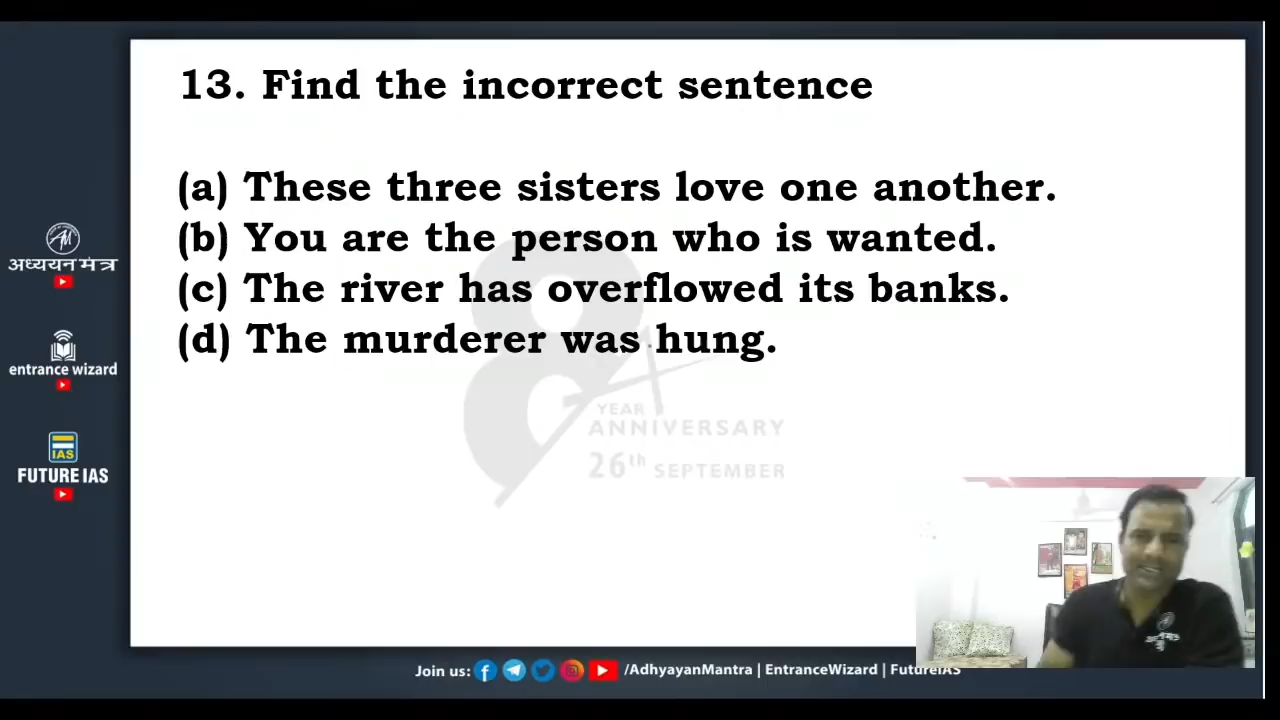 13. Find the incorrect sentence
(a) These three sisters love one another.
(b) You are the person who is wanted.
(c) The river has overflowed its banks.
(d) The murderer was hung.
8
YEAR
ANNIVERSARY
26th SEPTEMBER
AM
अध्ययन मंत्र
entrance wizard
IAS
FUTURE IAS
Join us: /AdhyayanMantra | EntranceWizard | FutureIAS